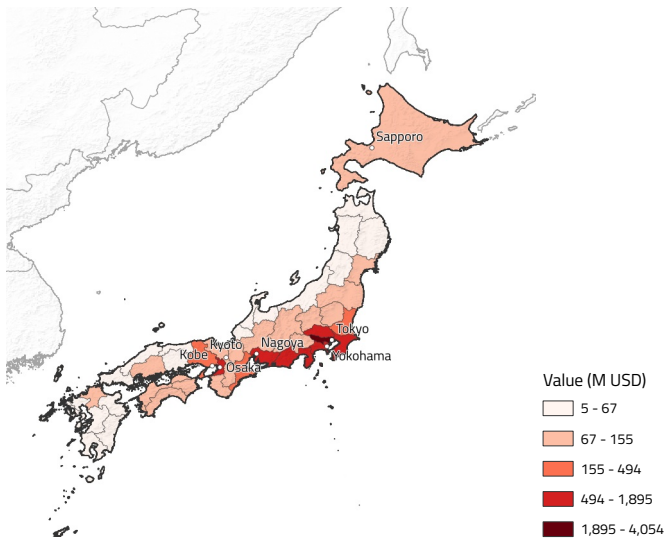 Sapporo
Tokyo
Kyoto
Nagoya
Kobe
Yokohama
Osaka
Value (M USD)
5 - 67
67 - 155
155 - 494
494 - 1,895
1,895 - 4,054